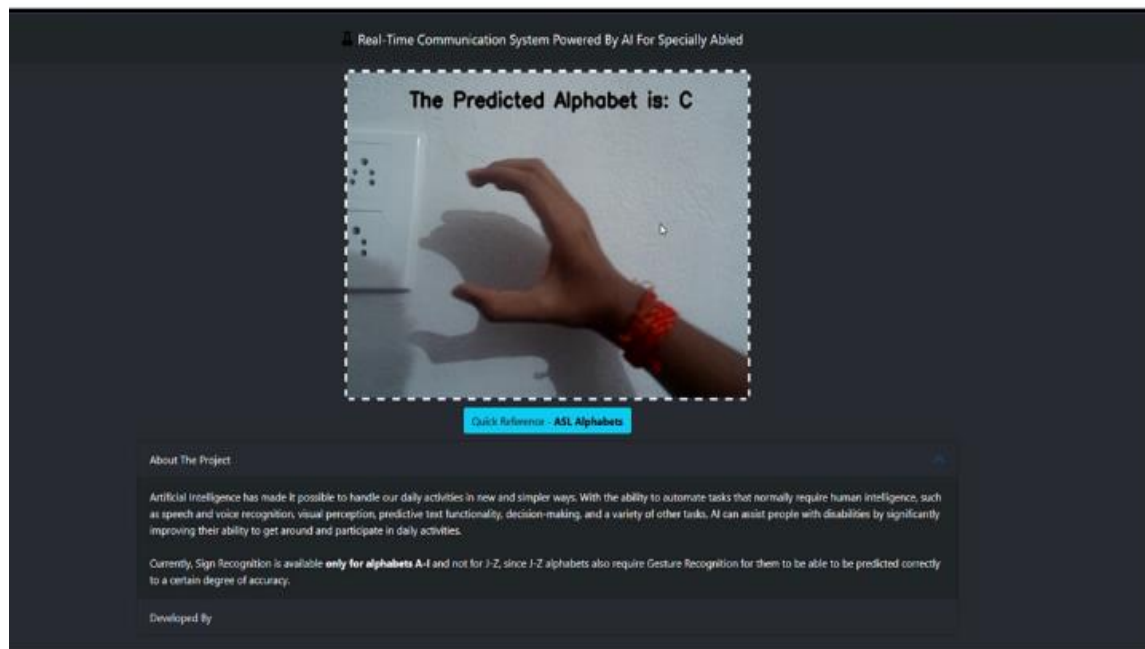 Real-Time Communication System Powered By AI For Specially Abled
The Predicted Alphabet is: C
Quick Reference - ASL Alphabets
About The Project
Artificial Intelligence has made it possible to handle our daily activities in new and simpler ways. With the ability to automate tasks that normally require human intelligence, such
as speech and voice recognition, visual perception, predictive text functionality, decision-making, and a variety of other tasks. AI can assist people with disabilities by significantly
improving their ability to get around and participate in daily activities.
Currently, Sign Recognition is available only for alphabets A-I and not for J-Z, since J-Z alphabets also require Gesture Recognition for them to be able to be predicted correctly
to a certain degree of accuracy.
Developed By